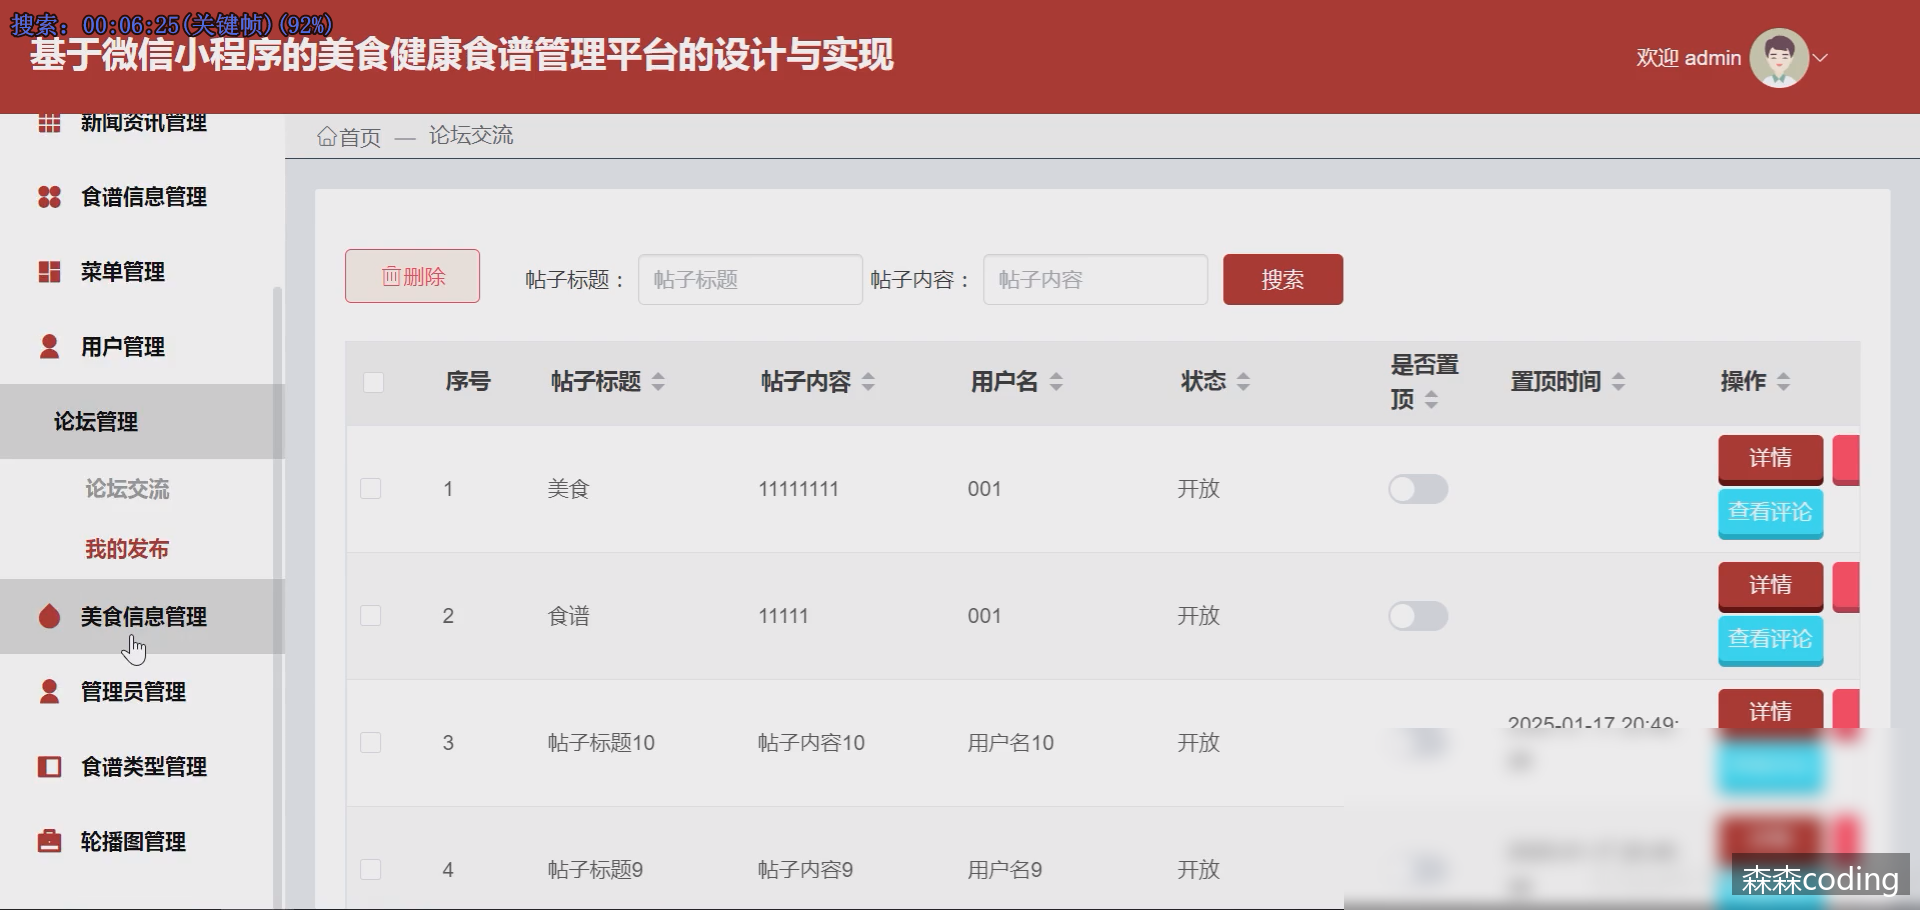 搜索: 00:06:25(关键帧)(92%)
基于微信小程序的美食健康食谱管理平台的设计与实现
欢迎 admin
新闻资讯管理
食谱信息管理
菜单管理
用户管理
论坛管理
论坛交流
我的发布
美食信息管理
管理员管理
食谱类型管理
轮播图管理
首页 — 论坛交流
删除 帖子标题： 帖子标题 帖子内容： 帖子内容 搜索
序号 帖子标题 帖子内容 用户名 状态 是否置顶 置顶时间 操作
1 美食 11111111 001 开放 详情
查看评论
2 食谱 11111 001 开放 详情
查看评论
3 帖子标题10 帖子内容10 用户名10 开放 2025-01-17 20:49: 详情
4 帖子标题9 帖子内容9 用户名9 开放
森森coding